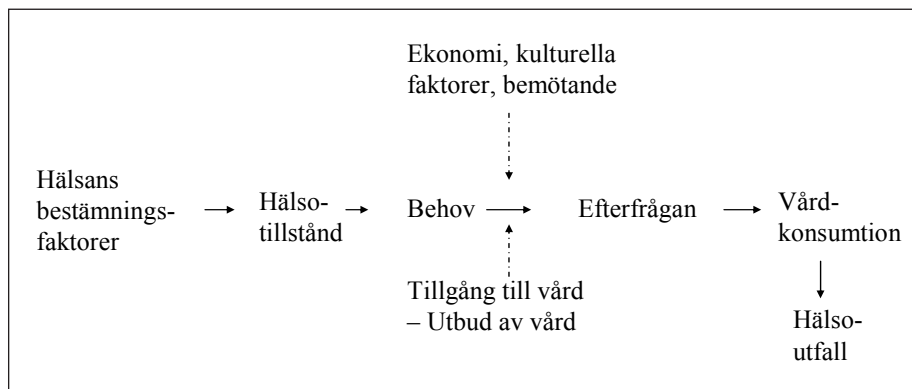 Ekonomi, kulturella
faktorer, bemötande
Hälsans
bestämnings-
faktorer
Hälso-
tillstånd
Behov
Efterfrågan
Vård-
konsumtion
Tillgång till vård
– Utbud av vård
Hälso-
utfall